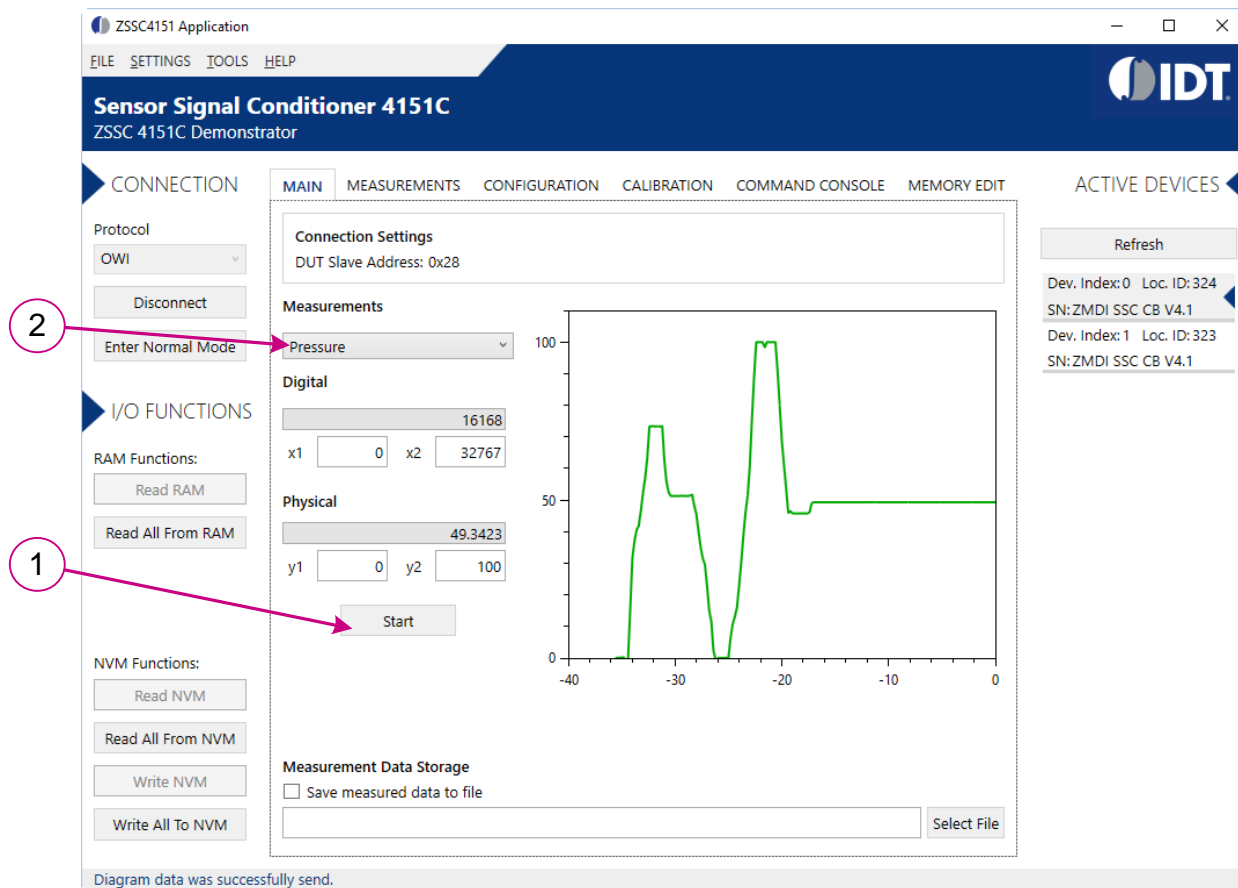 ZSSC4151 Application
FILE SETTINGS TOOLS HELP
IDT
Sensor Signal Conditioner 4151C
ZSSC 4151C Demonstrator
CONNECTION
Protocol
OWI
Disconnect
Enter Normal Mode
I/O FUNCTIONS
RAM Functions:
Read RAM
Read All From RAM
NVM Functions:
Read NVM
Read All From NVM
Write NVM
Write All To NVM
2
1
MAIN MEASUREMENTS CONFIGURATION CALIBRATION COMMAND CONSOLE MEMORY EDIT
Connection Settings
DUT Slave Address: 0x28
Measurements
Pressure
Digital
16168
x1 0 x2 32767
Physical
49.3423
y1 0 y2 100
Start
100
50
0
-40 -30 -20 -10 0
Measurement Data Storage
Save measured data to file
Select File
ACTIVE DEVICES
Refresh
Dev. Index: 0 Loc. ID: 324
SN: ZMDI SSC CB V4.1
Dev. Index: 1 Loc. ID: 323
SN: ZMDI SSC CB V4.1
Diagram data was successfully send.